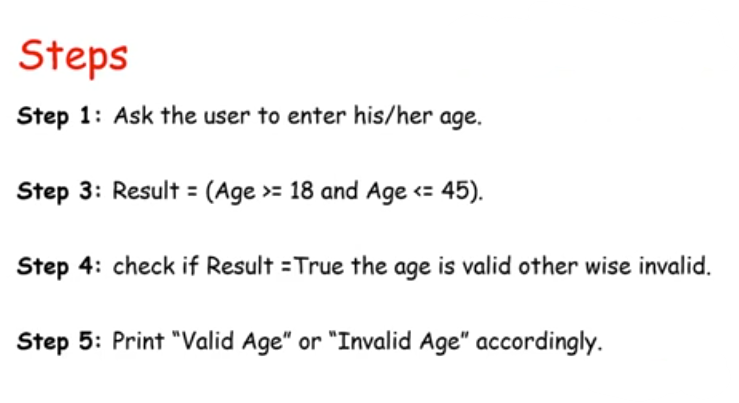 Steps
Step 1: Ask the user to enter his/her age.
Step 3: Result = (Age >= 18 and Age <= 45).
Step 4: check if Result =True the age is valid other wise invalid.
Step 5: Print “Valid Age” or “Invalid Age” accordingly.